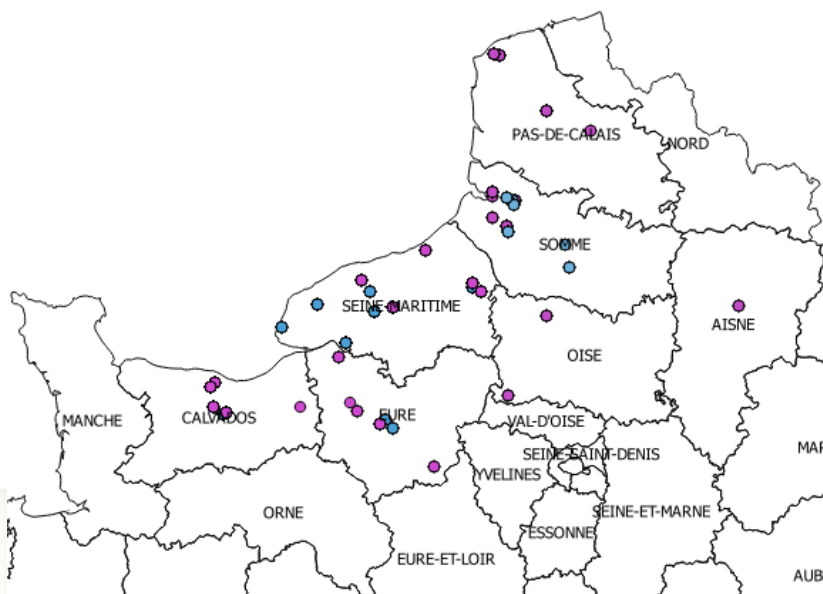 PAS-DE-CALAIS
NORD
SOMME
SEINE-MARITIME
AISNE
OISE
MANCHE
CALVADOS
EURE
VAL-D'OISE
MAR
SEINE-SAINT-DENIS
YVELINES
ORNE
SEINE-ET-MARNE
ESSONNE
EURE-ET-LOIR
AUB